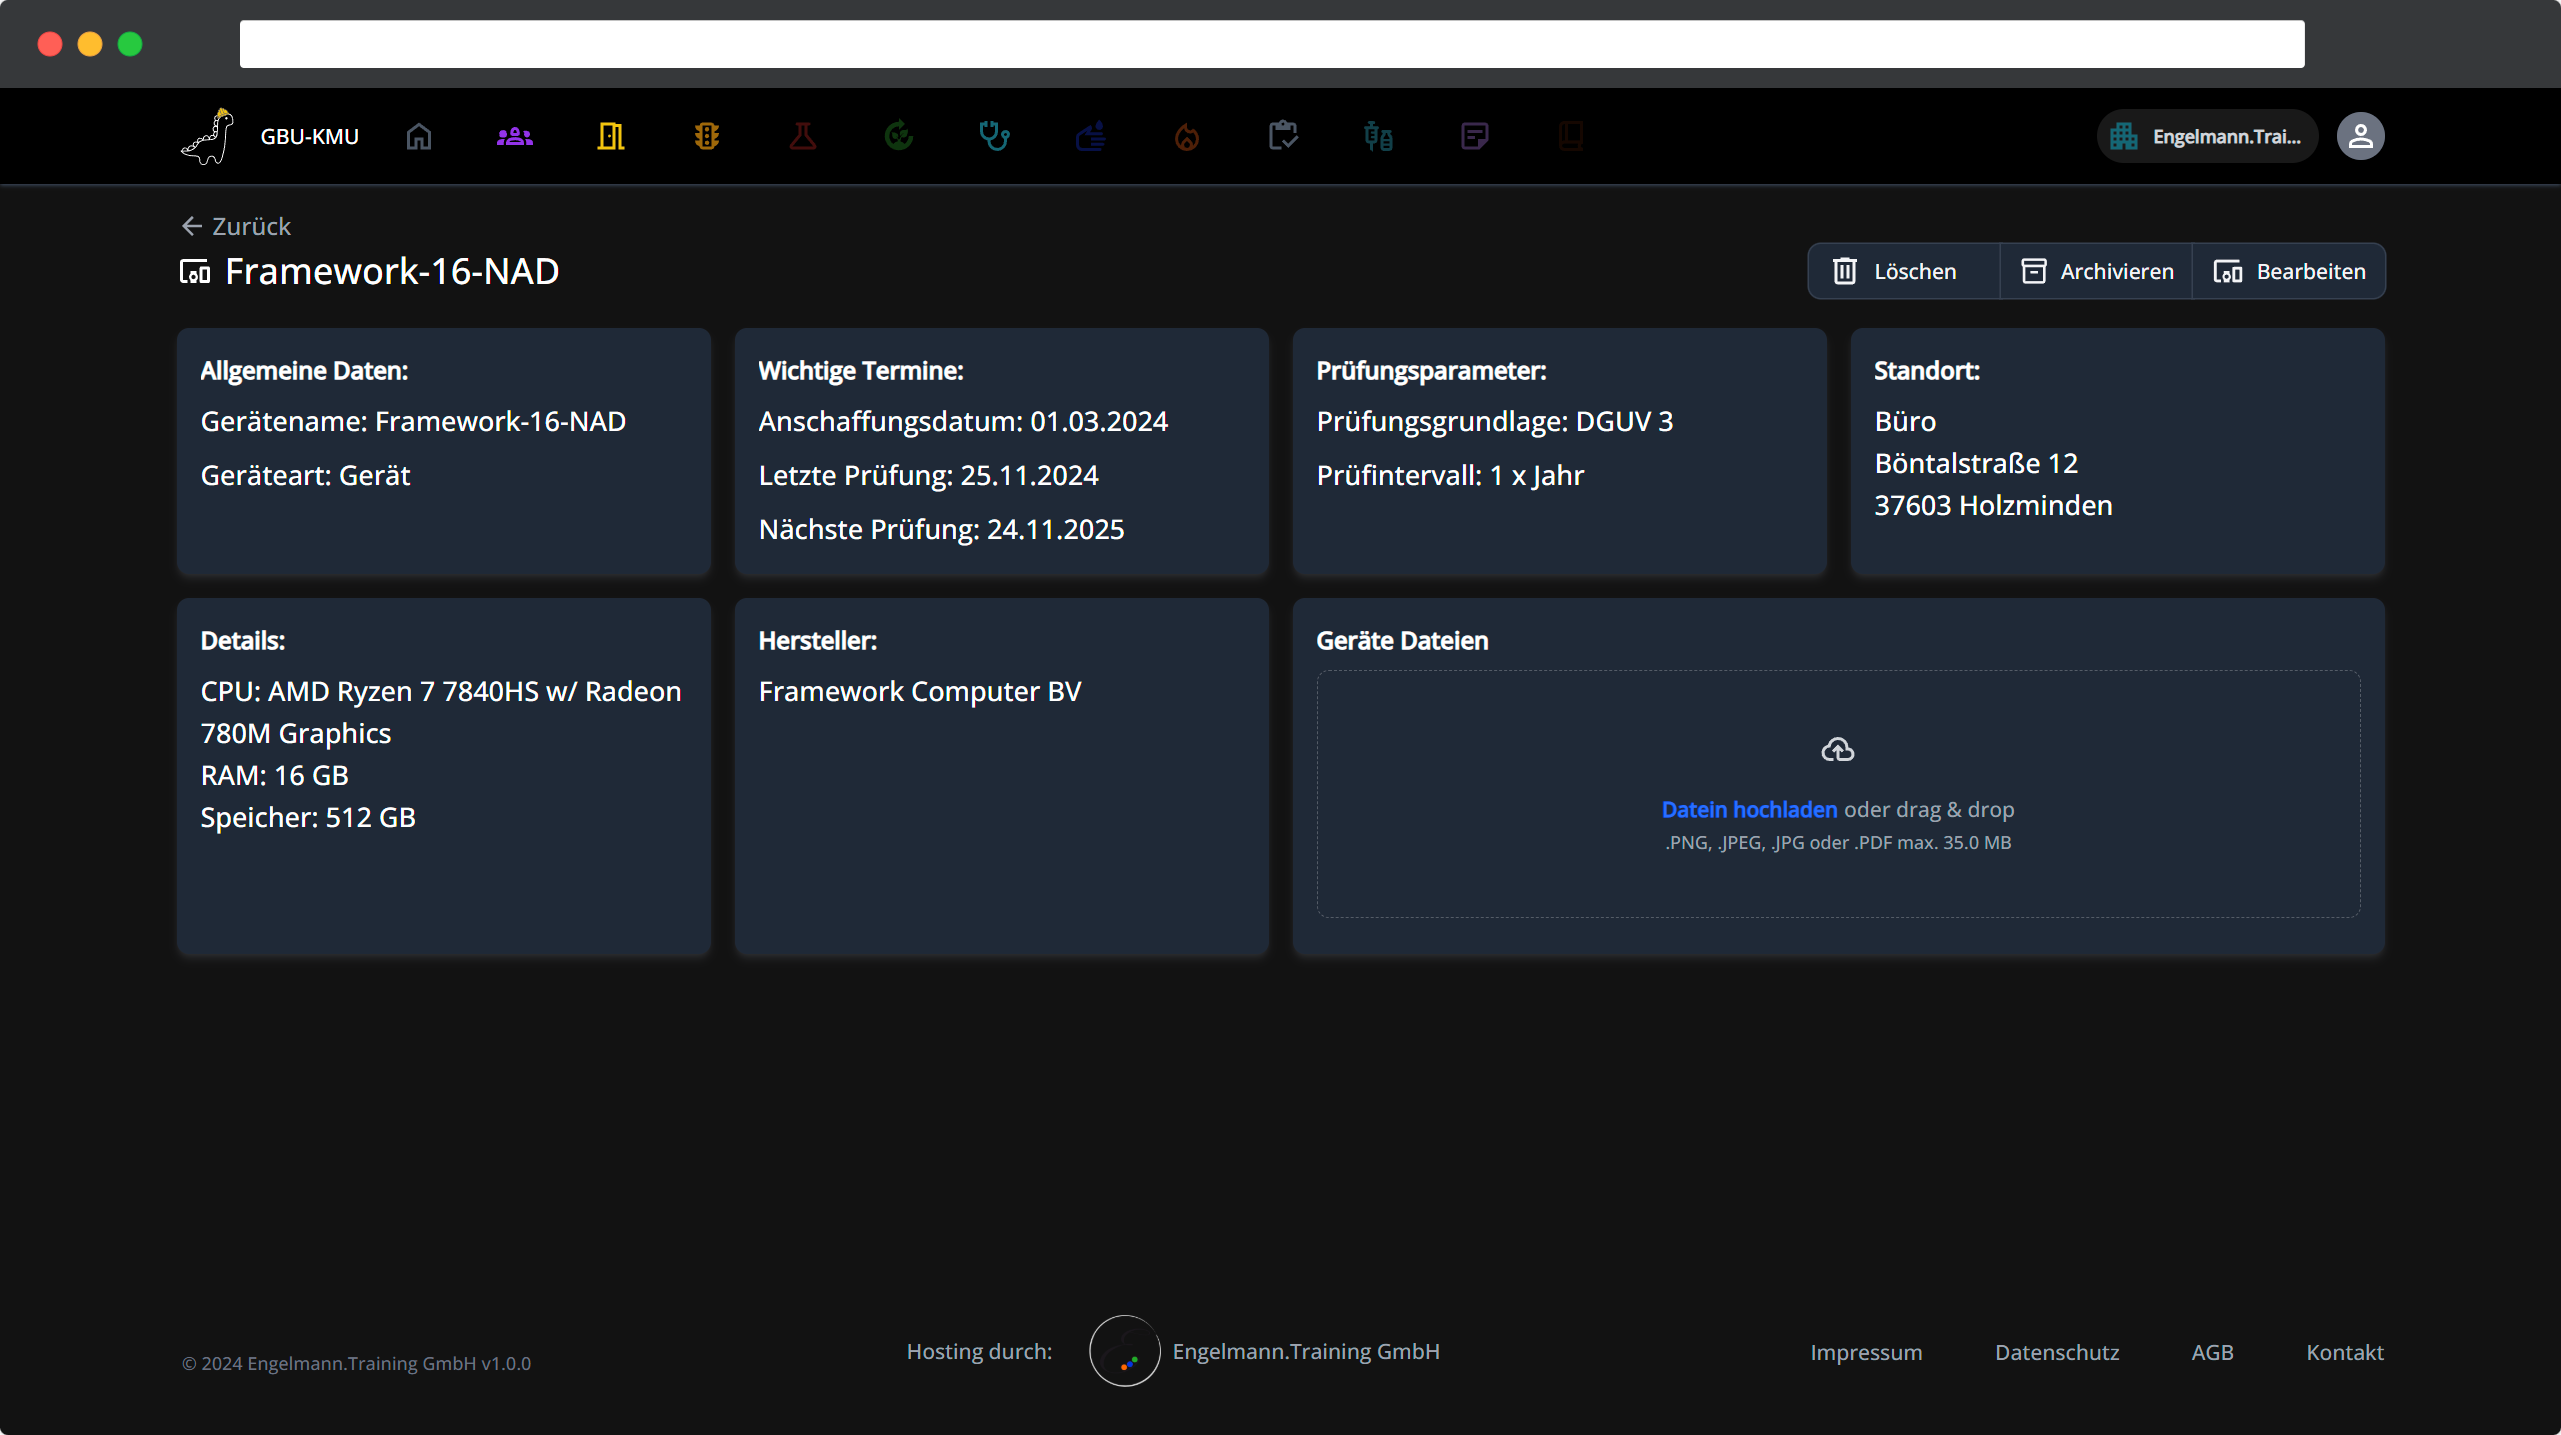 GBU-KMU
Engelmann.Trai...
Zurück
Framework-16-NAD
Löschen
Archivieren
Bearbeiten
Allgemeine Daten:
Gerätename: Framework-16-NAD
Geräteart: Gerät
Wichtige Termine:
Anschaffungsdatum: 01.03.2024
Letzte Prüfung: 25.11.2024
Nächste Prüfung: 24.11.2025
Prüfungsparameter:
Prüfungsgrundlage: DGUV 3
Prüfintervall: 1 x Jahr
Standort:
Büro
Böntalstraße 12
37603 Holzminden
Details:
CPU: AMD Ryzen 7 7840HS w/ Radeon
780M Graphics
RAM: 16 GB
Speicher: 512 GB
Hersteller:
Framework Computer BV
Geräte Dateien
Datein hochladen oder drag & drop
.PNG, .JPEG, .JPG oder .PDF max. 35.0 MB
© 2024 Engelmann.Training GmbH v1.0.0
Hosting durch:
Engelmann.Training GmbH
Impressum
Datenschutz
AGB
Kontakt